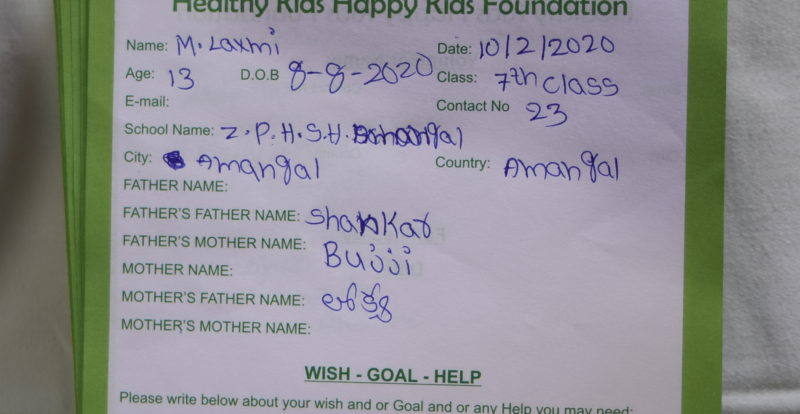 Healthy Kids Happy Kids Foundation
Name: M. Laxmi Date: 10/2/2020
Age: 13 D.O.B 8-8-2020 Class: 7th class
E-mail: Contact No 23
School Name: Z.P.H.S.H.
City: Amangal Country: Amangal
FATHER NAME:
FATHER'S FATHER NAME: Shankar
FATHER'S MOTHER NAME: Bujji
MOTHER NAME:
MOTHER'S FATHER NAME:
MOTHER'S MOTHER NAME:
WISH - GOAL - HELP
Please write below about your wish and or Goal and or any Help you may need: